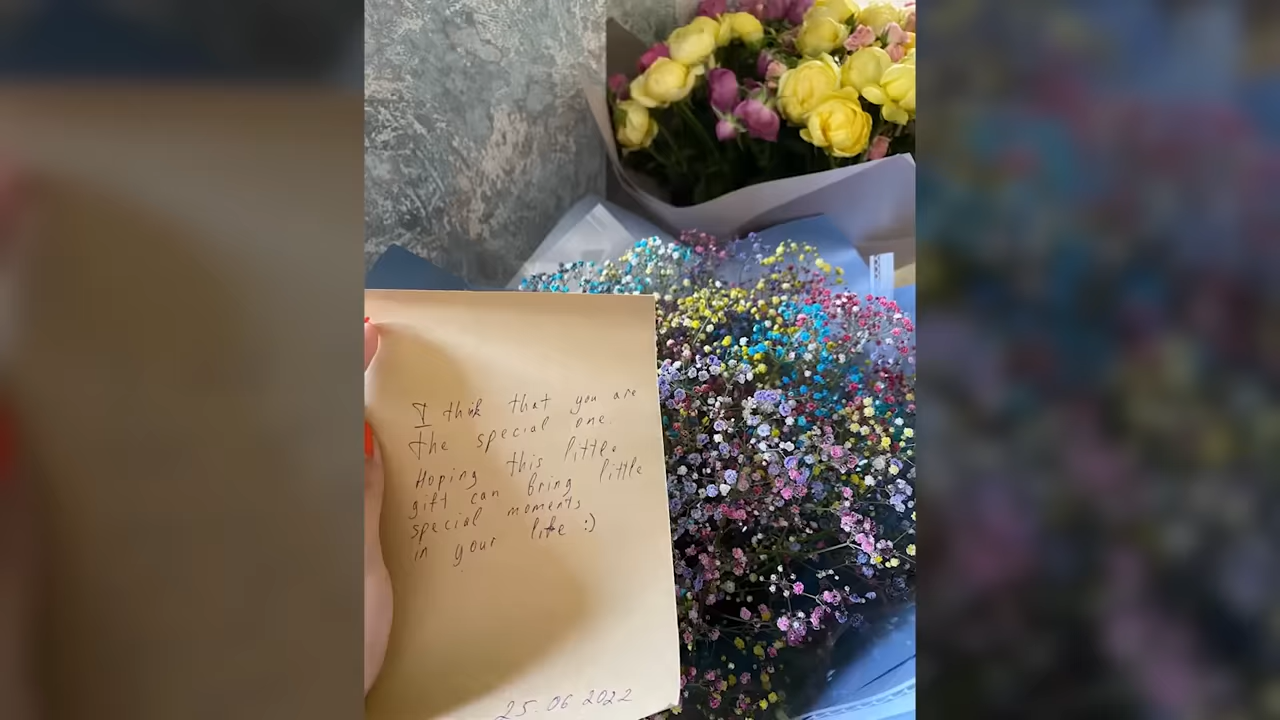 I think that you are
the special one.
Hoping this little
gift can bring little
special moments
in your life :)
25.06.2022